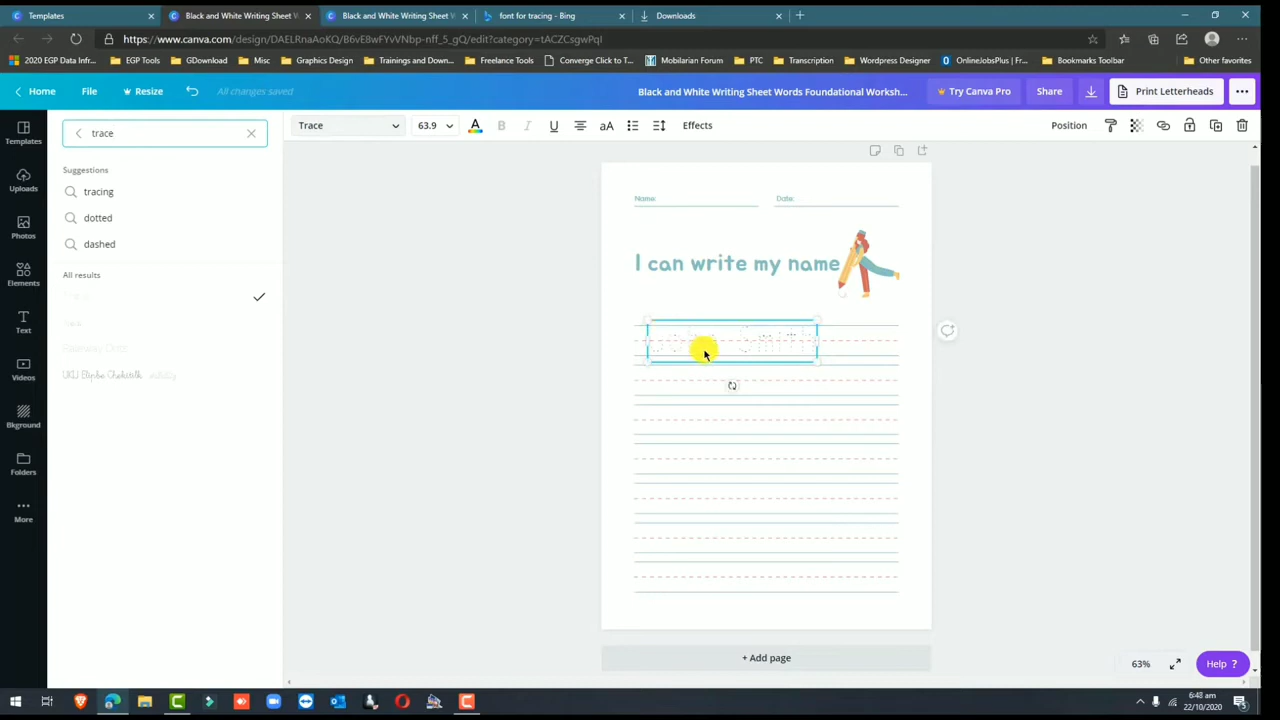 Templates
Black and White Writing Sheet W
Black and White Writing Sheet W
font for tracing - Bing
Downloads
https://www.canva.com/design/DAELRnaAoKQ/B6vE8wFYvVNbp-nff_5_gQ/edit?category=tACZCsgwPqI
2020 EGP Data Infr...
EGP Tools
GDownload
Misc
Graphics Design
Trainings and Down...
Freelance Tools
Converge Click to T...
Mobilarian Forum
PTC
Transcription
Wordpress Designer
OnlineJobsPlus | Fr...
Bookmarks Toolbar
Other favorites
Home
File
Resize
All changes saved
Black and White Writing Sheet Words Foundational Worksh...
Try Canva Pro
Share
Print Letterheads
Templates
Uploads
Photos
Elements
Text
Videos
Bkground
Folders
More
trace
Suggestions
tracing
dotted
dashed
All results
Trace
63.9
aA
Effects
Position
Name:
Date:
I can write my name
Smith
+ Add page
63%
Help ?
6:48 am
22/10/2020